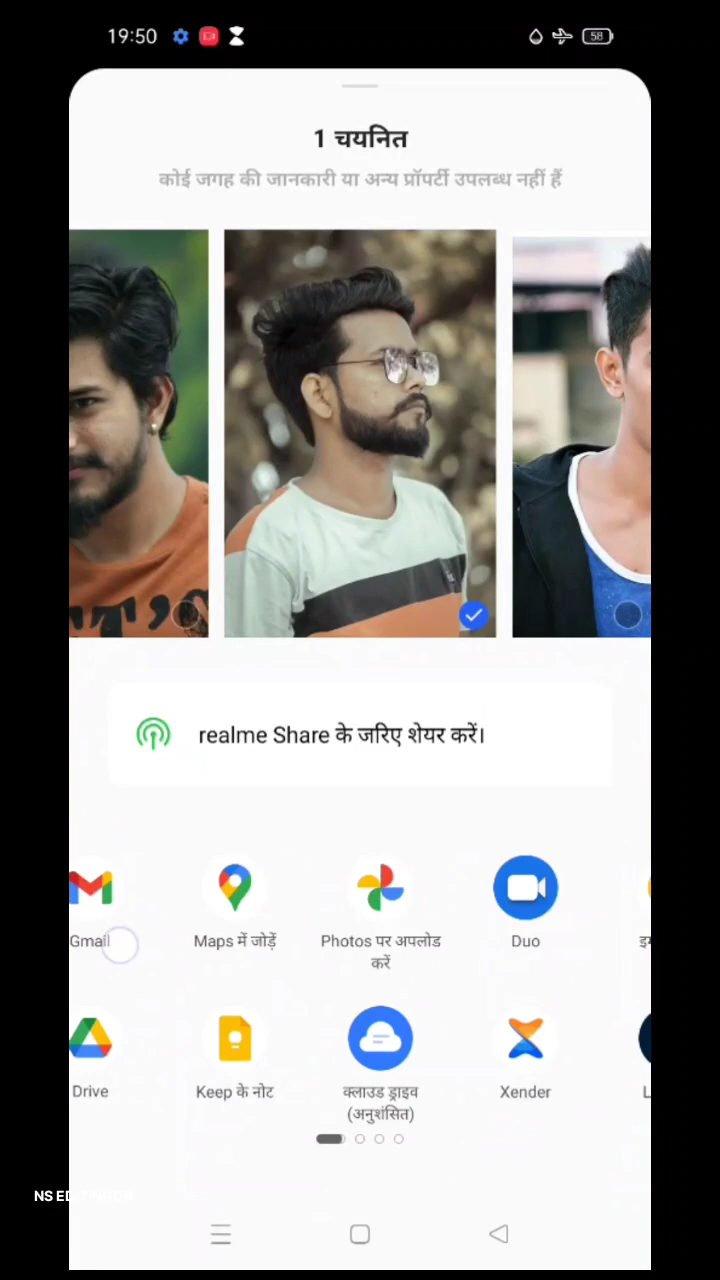 19:50
58
1 चयनित
कोई जगह की जानकारी या अन्य प्रॉपर्टी उपलब्ध नहीं हैं
realme Share के जरिए शेयर करें।
Gmail
Maps में जोड़ें
Photos पर अपलोड
करें
Duo
Drive
Keep के नोट
क्लाउड ड्राइव
(अनुशंसित)
Xender
NS